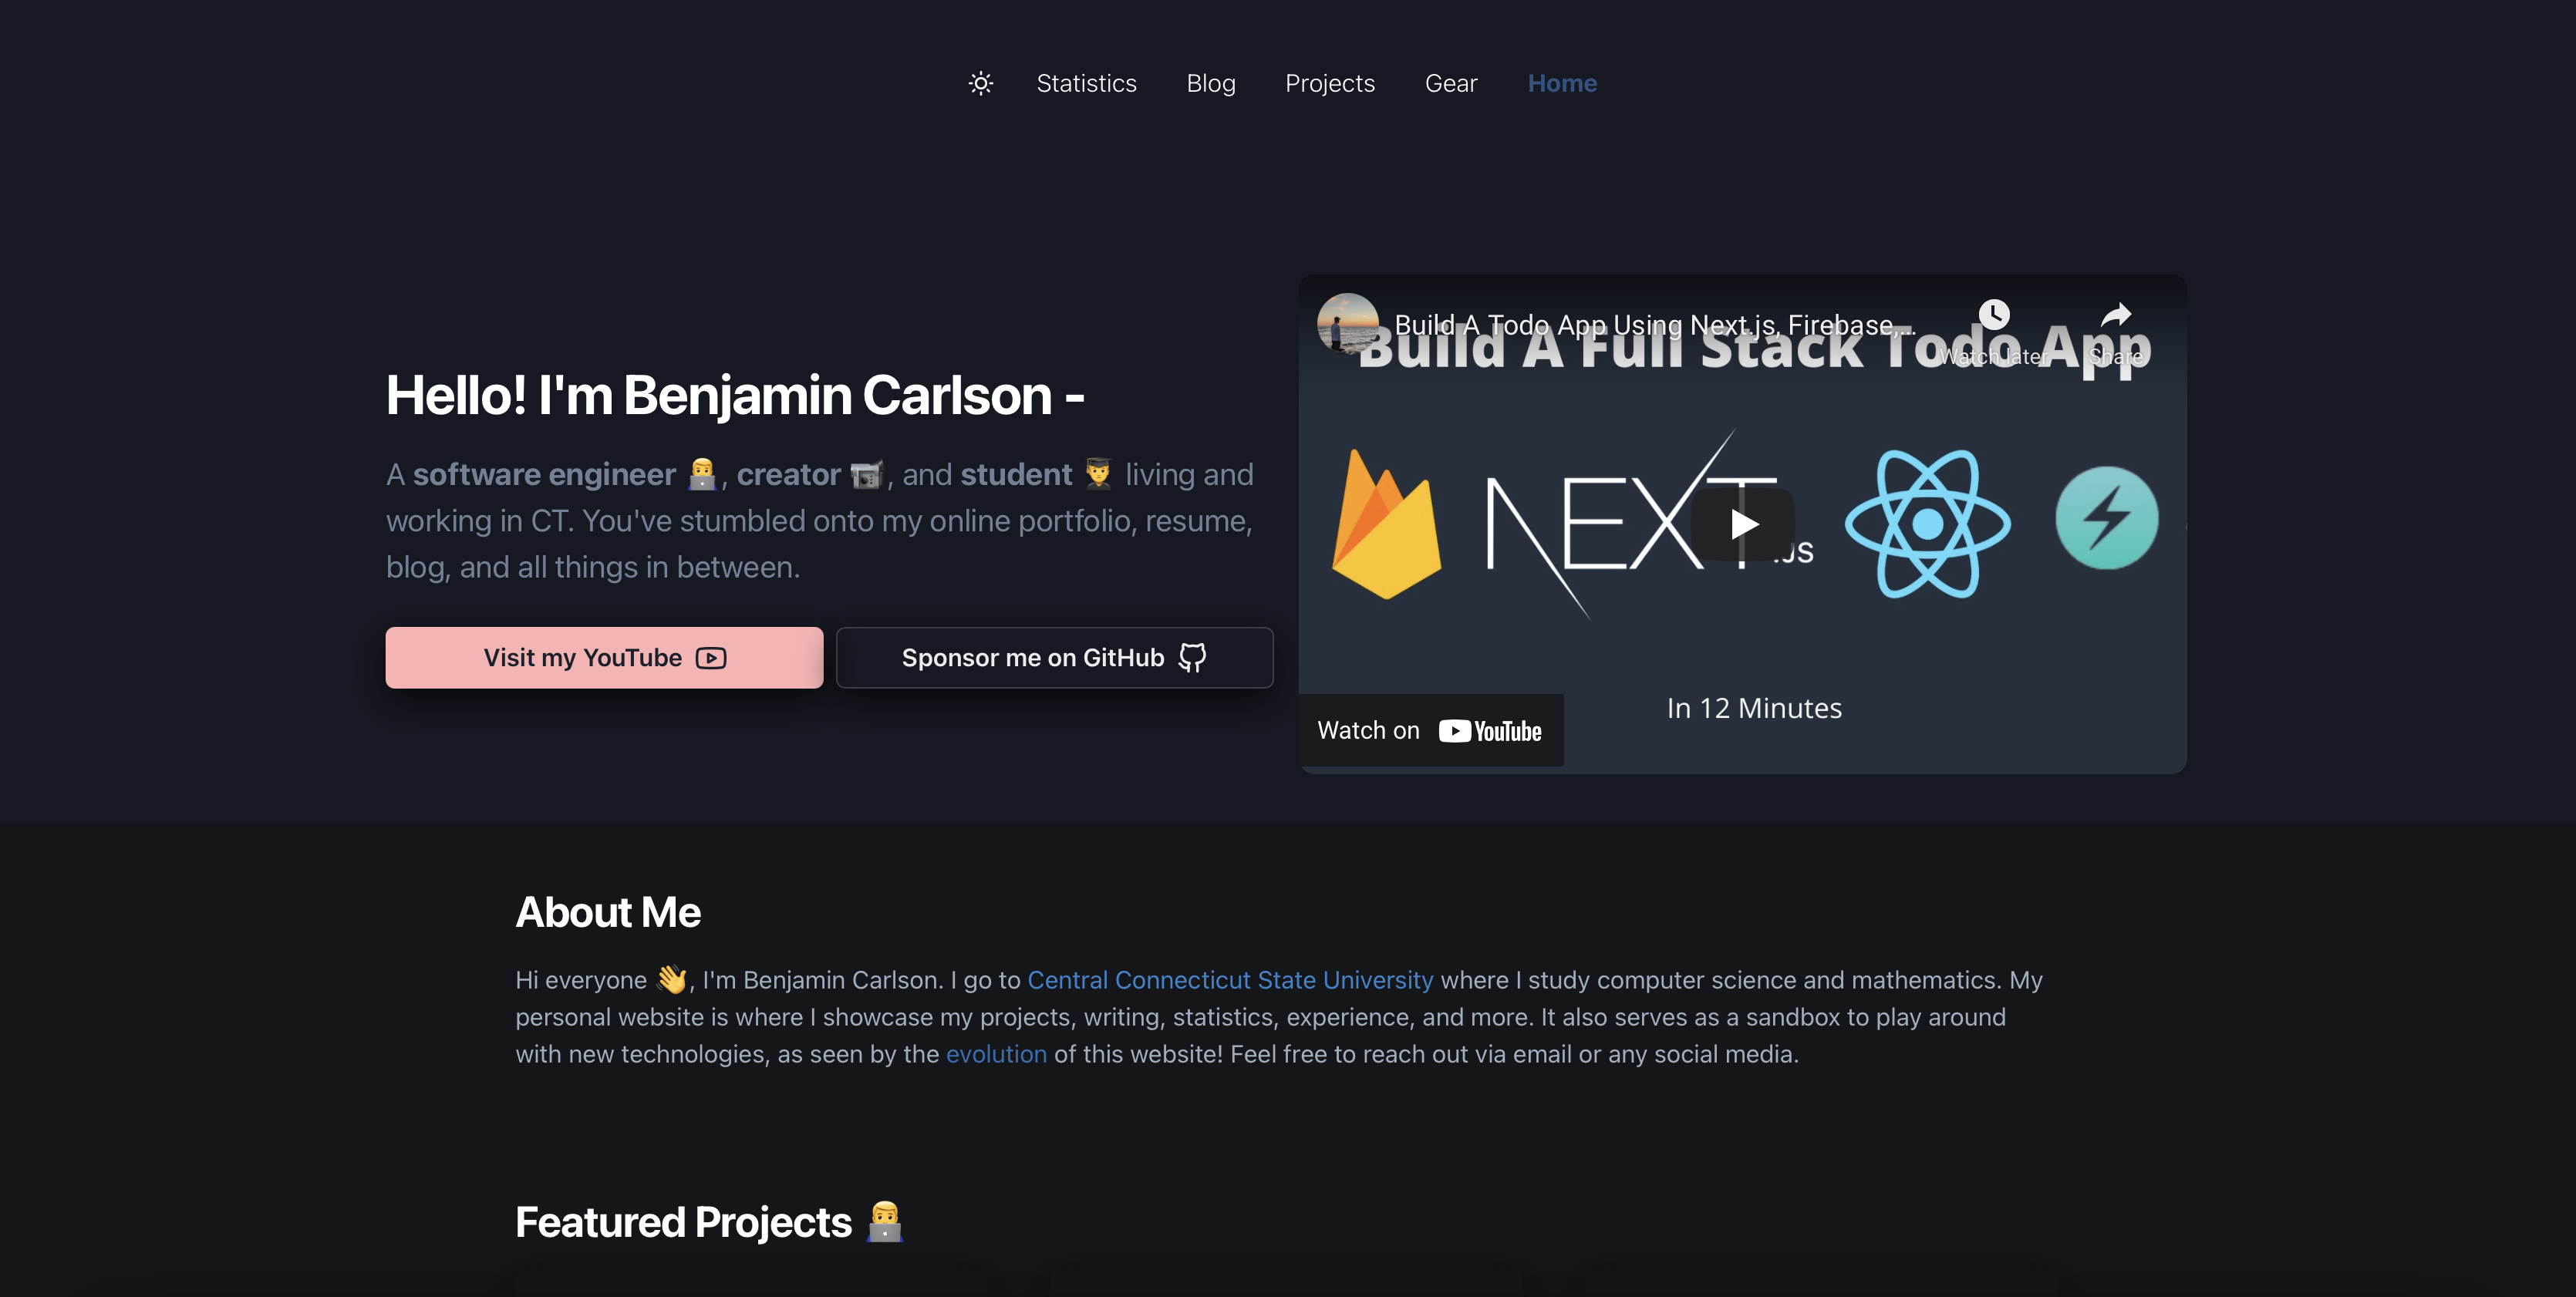 Statistics Blog Projects Gear Home
Hello! I'm Benjamin Carlson -
A software engineer 👨‍💻, creator 📹, and student 👨‍🎓 living and
working in CT. You've stumbled onto my online portfolio, resume,
blog, and all things in between.
Visit my YouTube
Sponsor me on GitHub
Build A Todo App Using Next.js, Firebase,...
Watch later
Share
Build A Full Stack Todo App
NEXT.JS
In 12 Minutes
Watch on YouTube
About Me
Hi everyone 👋, I'm Benjamin Carlson. I go to Central Connecticut State University where I study computer science and mathematics. My
personal website is where I showcase my projects, writing, statistics, experience, and more. It also serves as a sandbox to play around
with new technologies, as seen by the evolution of this website! Feel free to reach out via email or any social media.
Featured Projects 👨‍💻